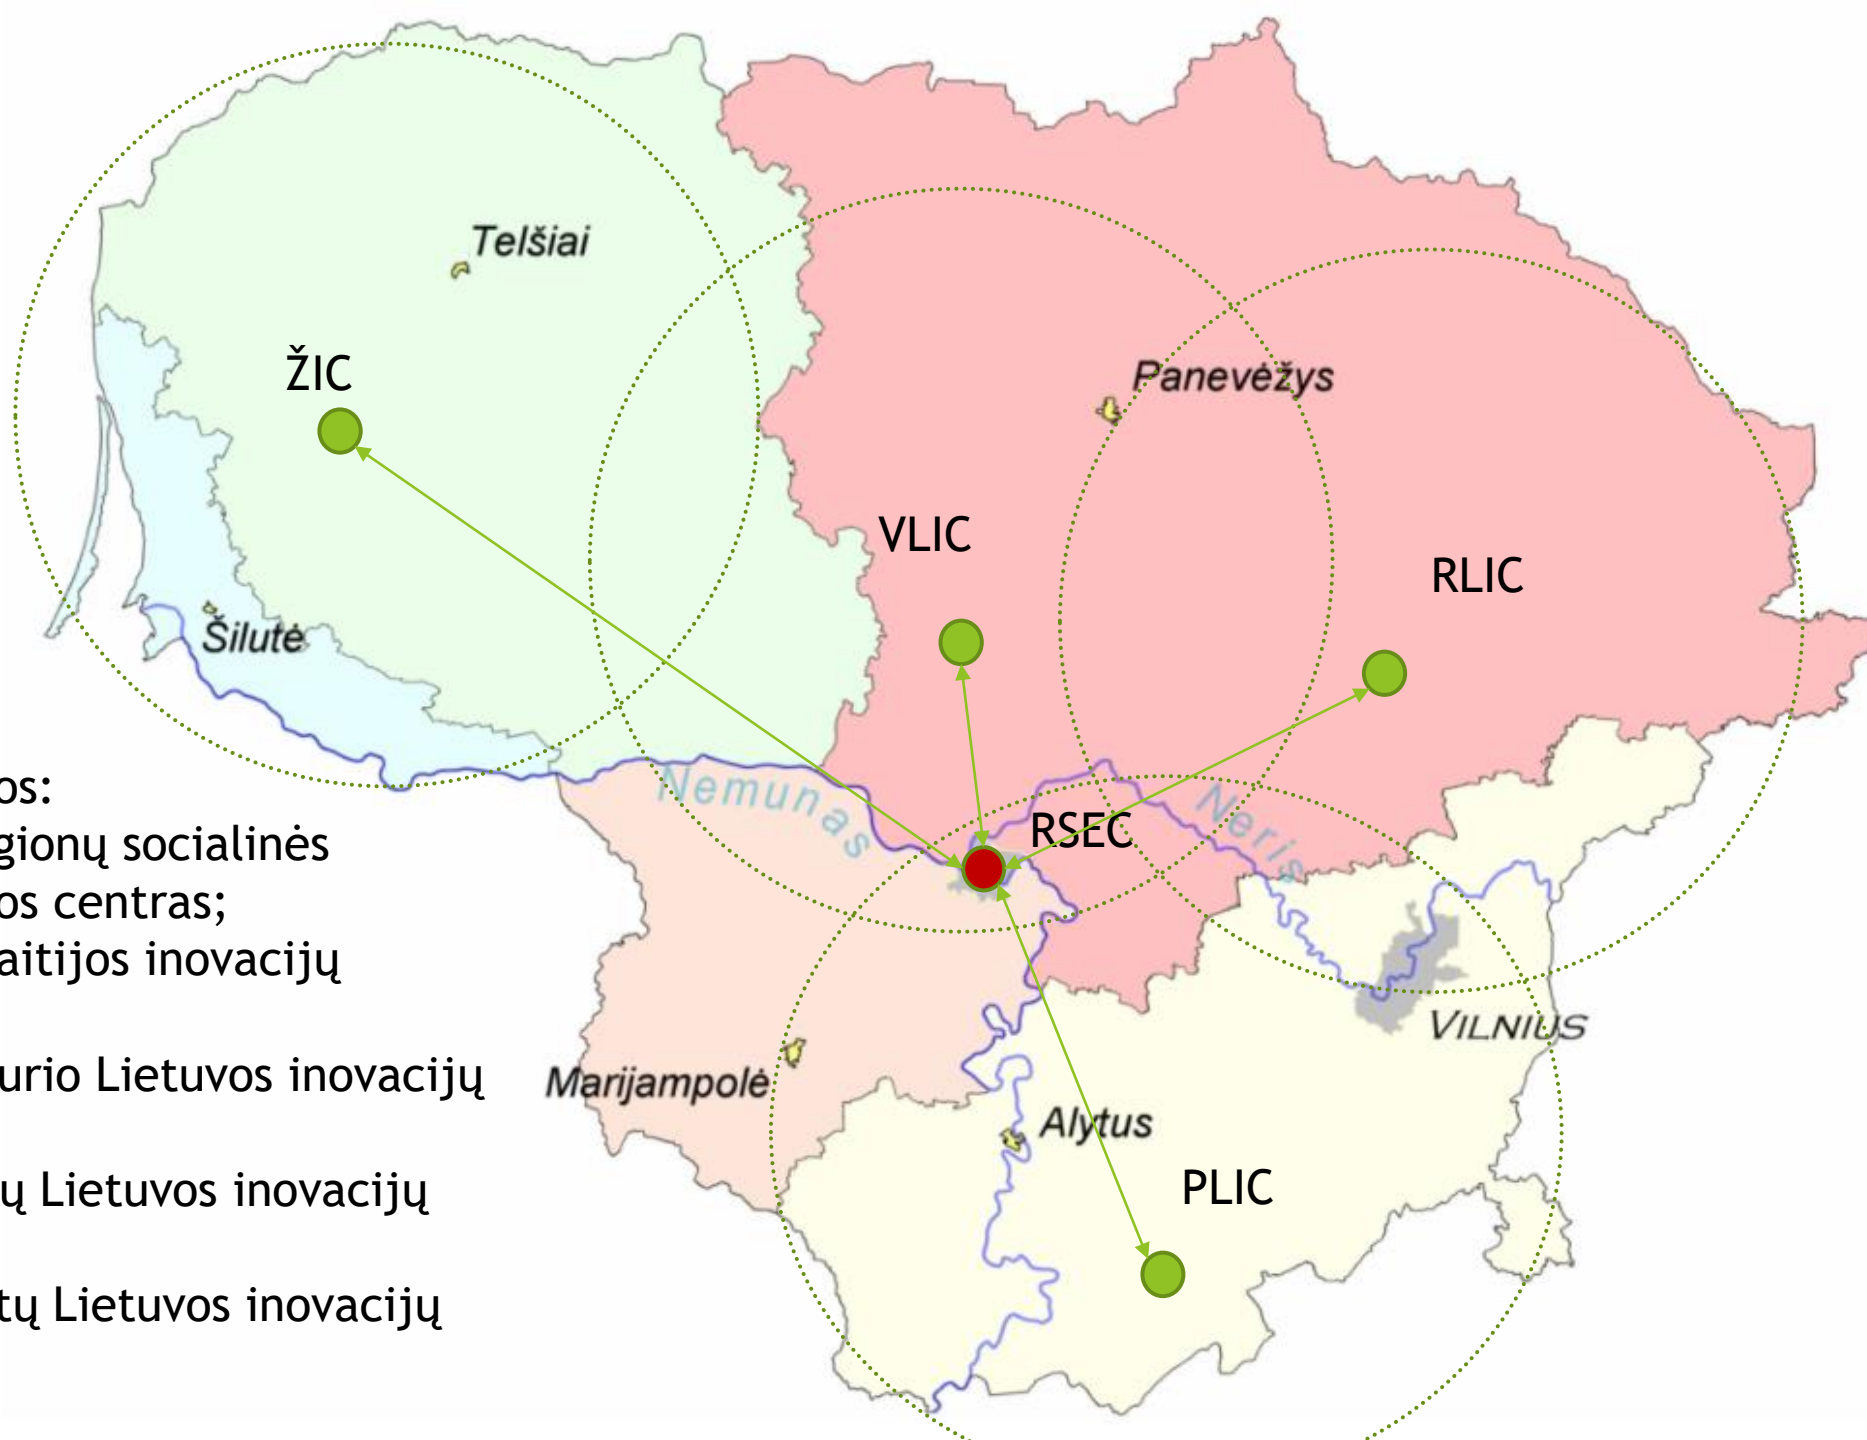 Telšiai
ŽIC
Panevėžys
VLIC
RLIC
Šilutė
Nemunas
Neris
RSEC
VILNIUS
Marijampolė
Alytus
PLIC
os:
gionų socialinės
os centras;
aitijos inovacijų
urio Lietuvos inovacijų
ų Lietuvos inovacijų
tų Lietuvos inovacijų